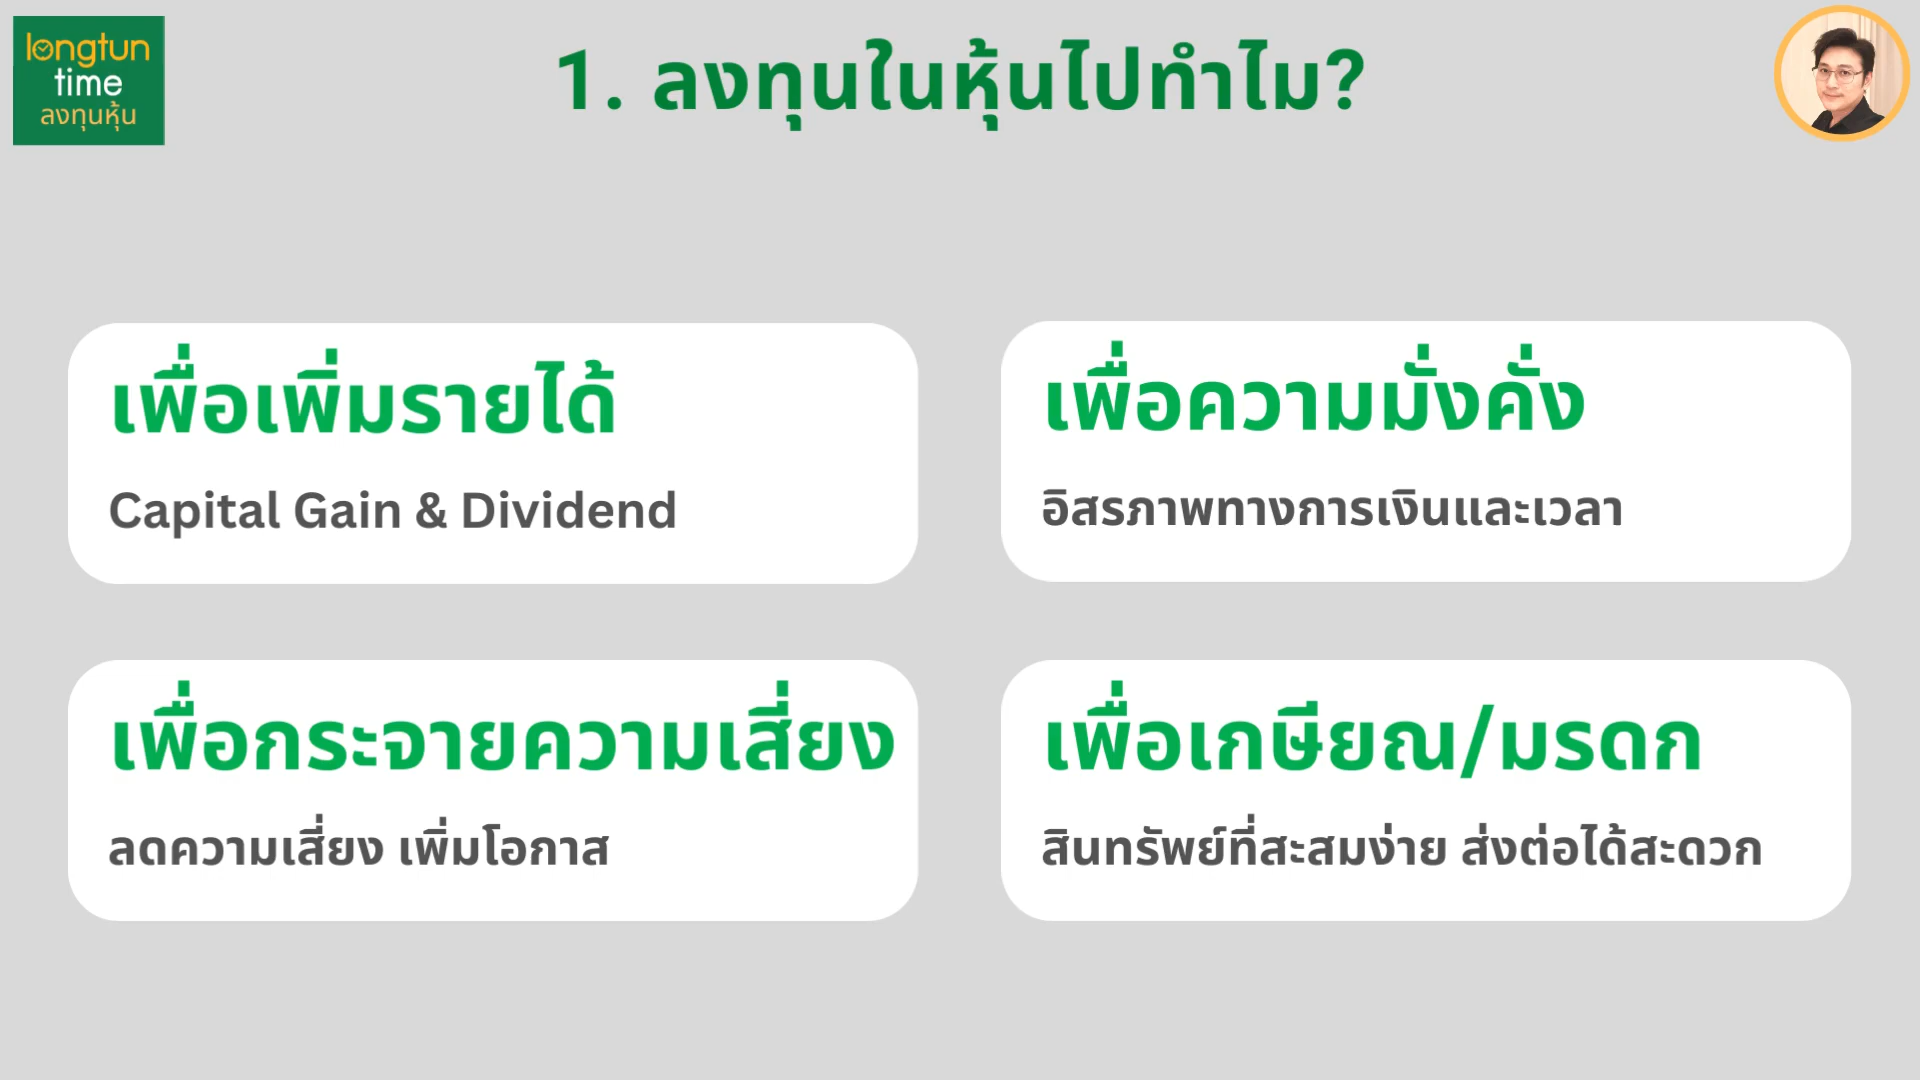 longtun
time
ลงทุนหุ้น
1. ลงทุนในหุ้นไปทำไม?
เพื่อเพิ่มรายได้
Capital Gain & Dividend
เพื่อความมั่งคั่ง
อิสรภาพทางการเงินและเวลา
เพื่อกระจายความเสี่ยง
ลดความเสี่ยง เพิ่มโอกาส
เพื่อเกษียณ/มรดก
สินทรัพย์ที่สะสมง่าย ส่งต่อได้สะดวก